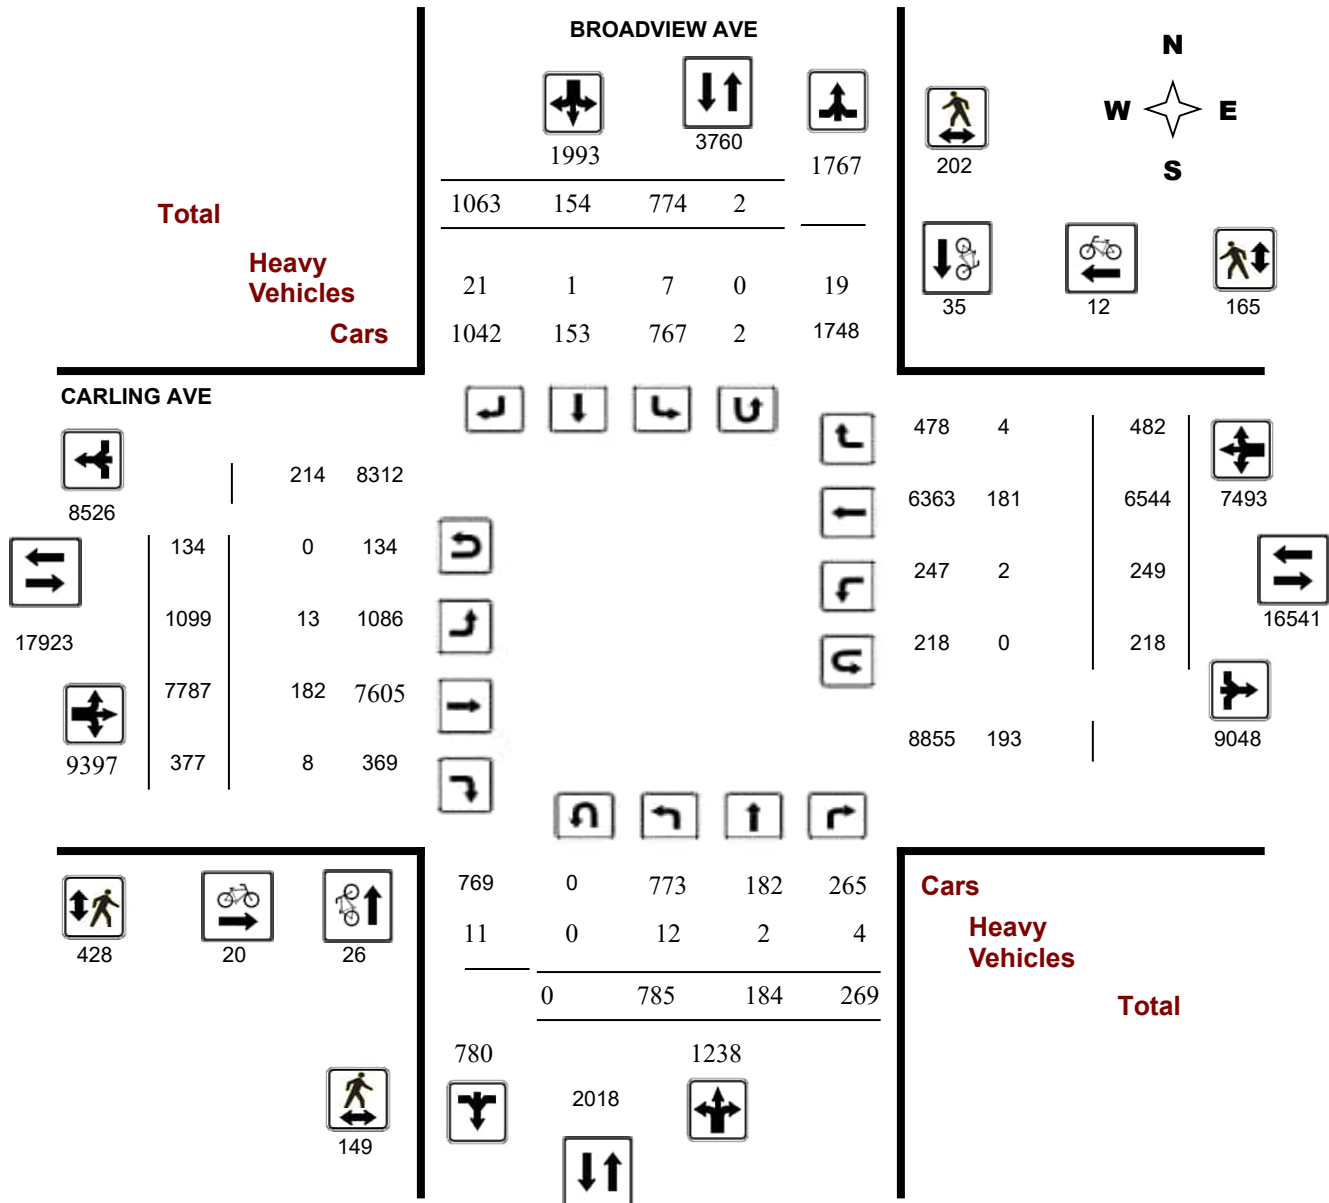 BROADVIEW AVE
N
W E
S
1993
3760
1767
202
Total
1063 154 774 2
Heavy
Vehicles
21 1 7 0 19
35 12 165
Cars
1042 153 767 2 1748
CARLING AVE
478 4 482
214 8312
8526
6363 181 6544 7493
134 0 134
247 2 249
16541
1099 13 1086
17923
218 0 218
7787 182 7605
8855 193 9048
9397 377 8 369
769 0 773 182 265
Cars
11 0 12 2 4
Heavy
Vehicles
428 20 26
0 785 184 269
Total
780 1238
2018
149